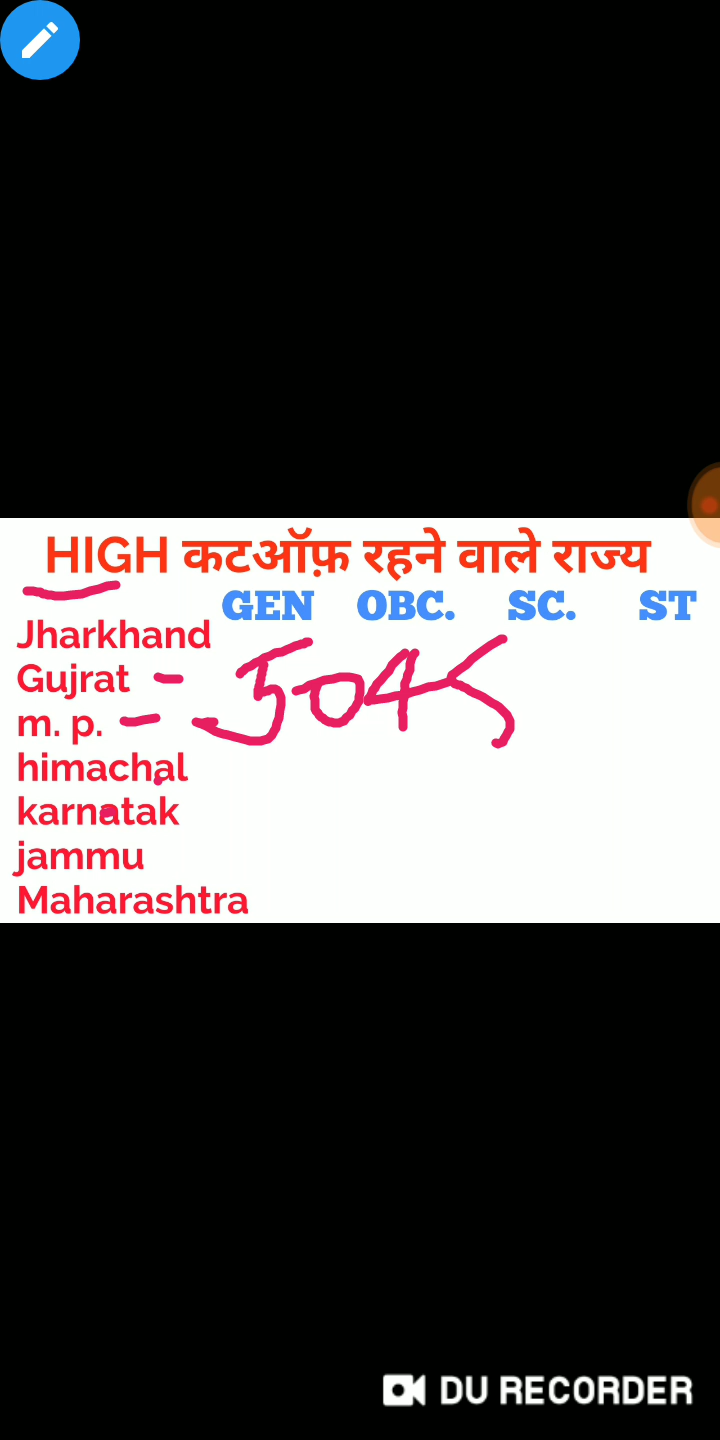 HIGH कटऑफ़ रहने वाले राज्य
GEN OBC. SC. ST
Jharkhand
Gujrat
m. p.
himachal
karnatak
jammu
Maharashtra
DU RECORDER